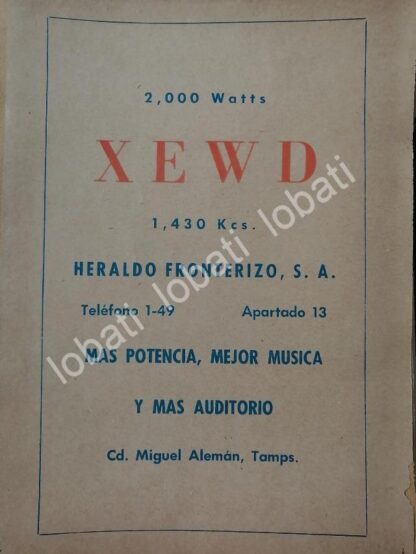 2,000 Watts
XEWD
1,430 Kcs.
HERALDO FRONTERIZO, S. A.
Teléfono 1-49 Apartado 13
MAS POTENCIA, MEJOR MUSICA
Y MAS AUDITORIO
Cd. Miguel Alemán, Tamps.
lobati lobati lobati